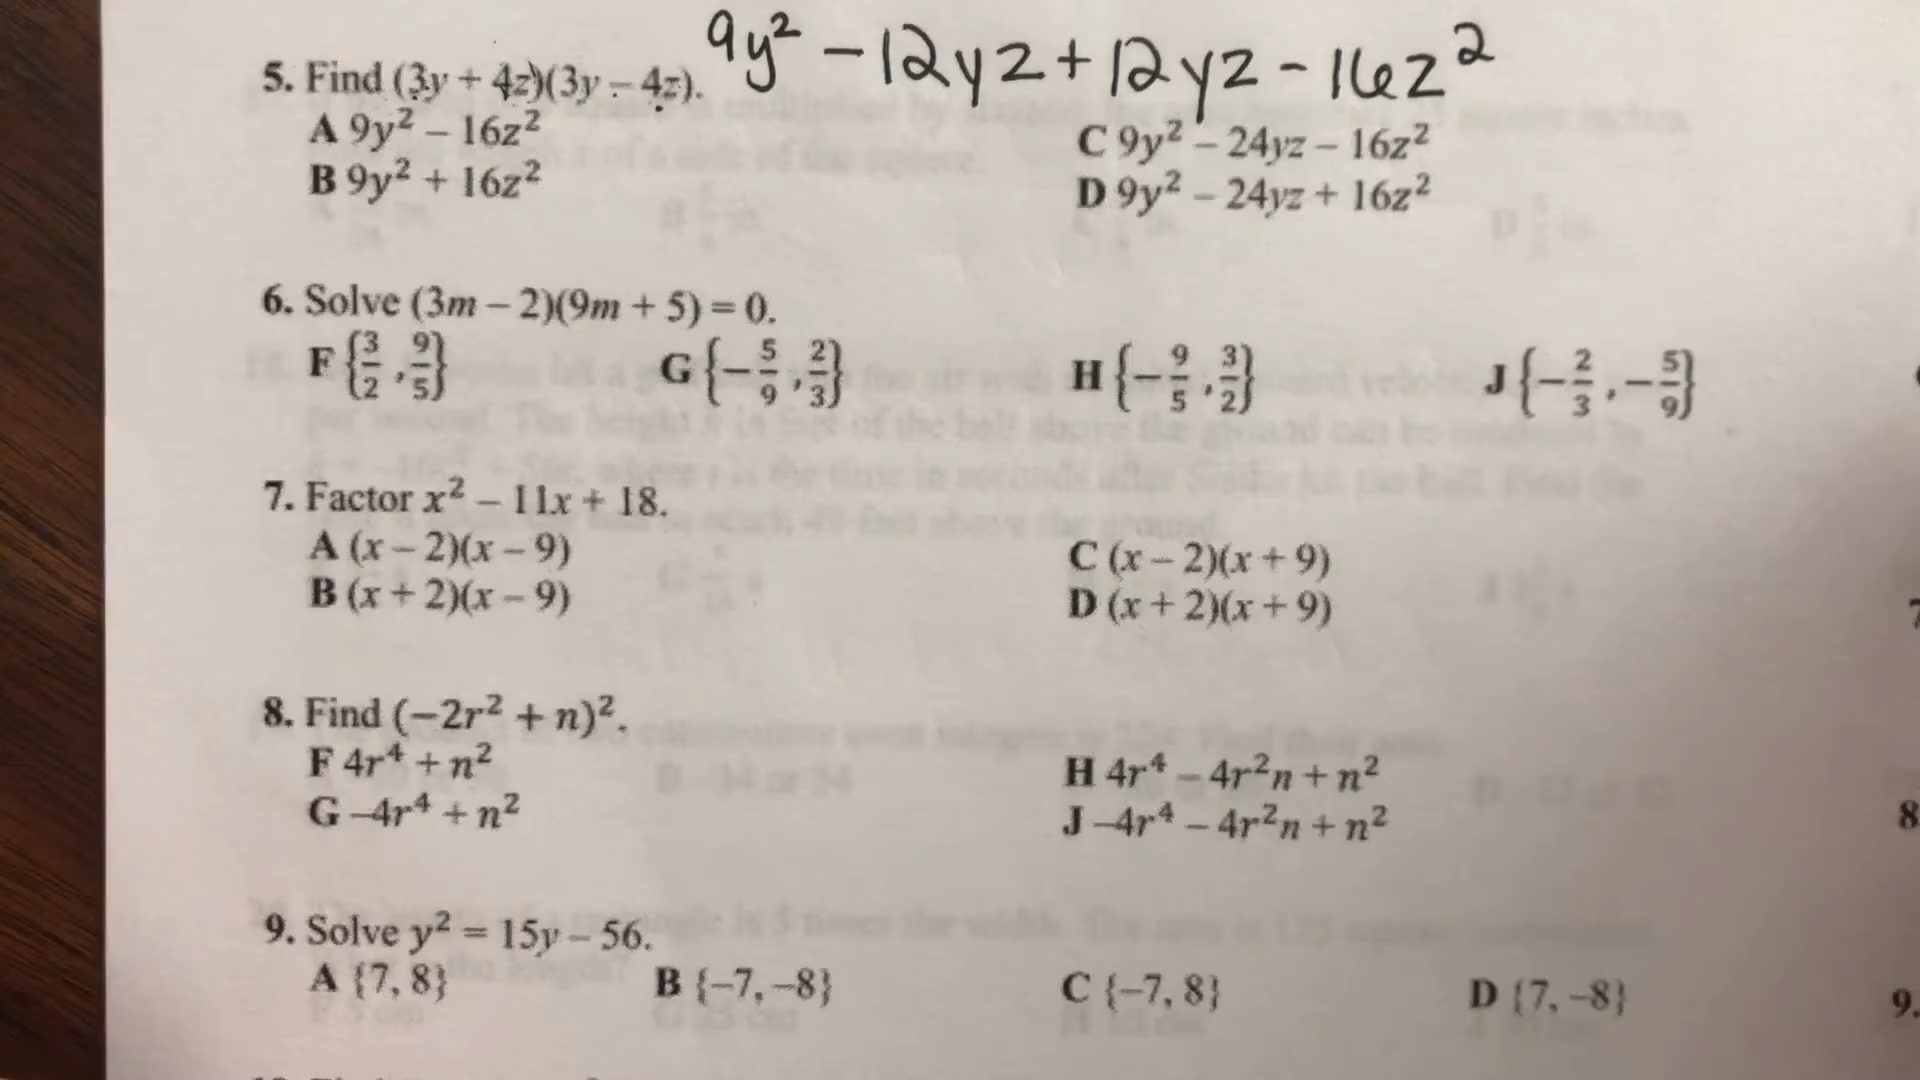 9y² – 12yz + 12yz – 16z²
5. Find (3y + 4z)(3y – 4z).
A 9y² – 16z²
C 9y² – 24yz – 16z²
B 9y² + 16z²
D 9y² – 24yz + 16z²
6. Solve (3m – 2)(9m + 5) = 0.
F {3/2, 9/5} G {–5/9, 2/3} H {–9/5, 3/2} J {–2/3, –5/9}
7. Factor x² – 11x + 18.
A (x – 2)(x – 9)
C (x – 2)(x + 9)
B (x + 2)(x – 9)
D (x + 2)(x + 9)
7
8. Find (−2r² + n)².
F 4r⁴ + n²
H 4r⁴ – 4r²n + n²
G –4r⁴ + n²
J –4r⁴ – 4r²n + n²
8
9. Solve y² = 15y – 56.
A {7, 8} B {–7, –8} C {–7, 8} D {7, –8}
9.